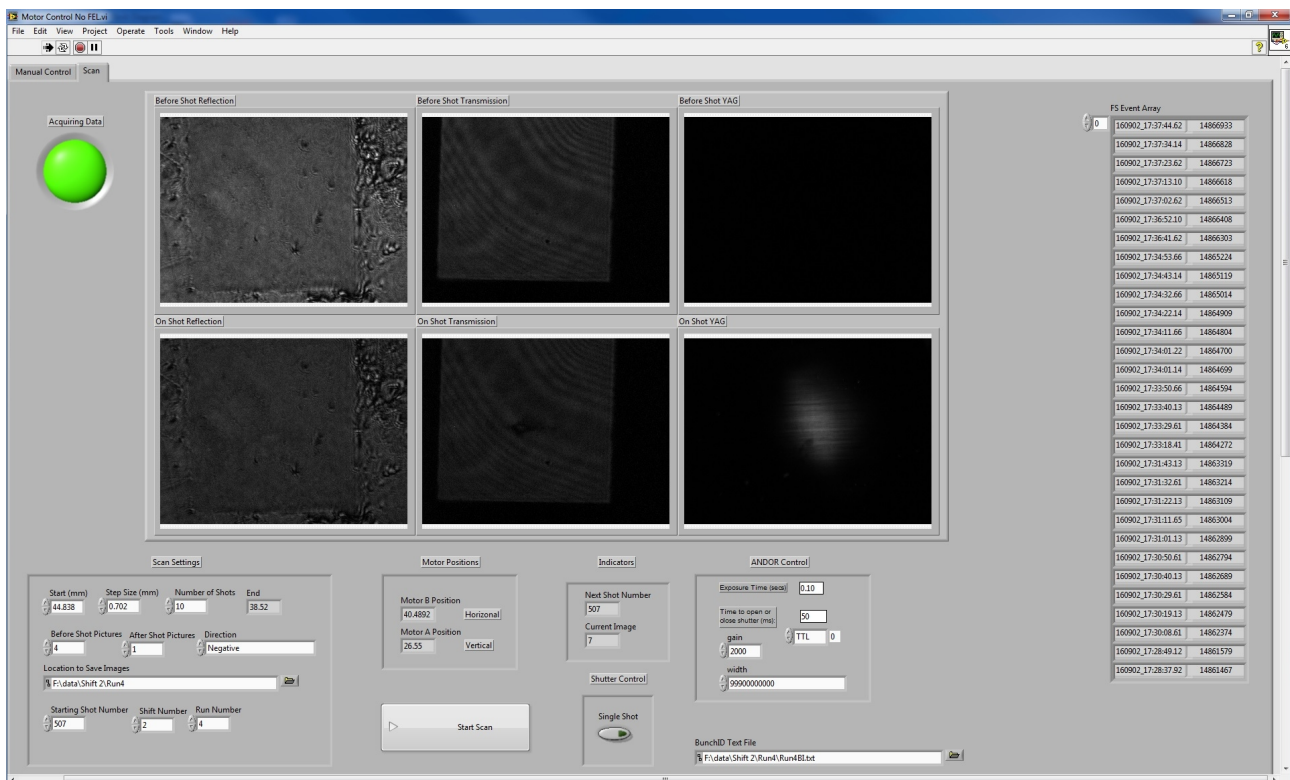 Motor Control No FEL.vi
File Edit View Project Operate Tools Window Help
6
Manual Control Scan
Acquiring Data
Before Shot Reflection Before Shot Transmission Before Shot YAG
On Shot Reflection On Shot Transmission On Shot YAG
FS Event Array
0
160902_17:37:44.62 14866933
160902_17:37:34.14 14866828
160902_17:37:23.62 14866723
160902_17:37:13.10 14866618
160902_17:37:02.62 14866513
160902_17:36:52.10 14866408
160902_17:36:41.62 14866303
160902_17:34:53.66 14865224
160902_17:34:43.14 14865119
160902_17:34:32.66 14865014
160902_17:34:22.14 14864909
160902_17:34:11.66 14864804
160902_17:34:01.22 14864700
160902_17:34:01.14 14864699
160902_17:33:50.66 14864594
160902_17:33:40.13 14864489
160902_17:33:29.61 14864384
160902_17:33:18.41 14864272
160902_17:31:43.13 14863319
160902_17:31:32.61 14863214
160902_17:31:22.13 14863109
160902_17:31:11.65 14863004
160902_17:31:01.13 14862899
160902_17:30:50.61 14862794
160902_17:30:40.13 14862689
160902_17:30:29.61 14862584
160902_17:30:19.13 14862479
160902_17:30:08.61 14862374
160902_17:28:49.12 14861579
160902_17:28:37.92 14861467
Scan Settings
Start (mm) Step Size (mm) Number of Shots End
44.838 0.702 10 38.52
Before Shot Pictures After Shot Pictures Direction
4 1 Negative
Location to Save Images
F:\data\Shift 2\Run4
Starting Shot Number Shift Number Run Number
507 2 4
Motor Positions
Motor B Position
40.4892 Horizonal
Motor A Position
26.55 Vertical
Start Scan
Indicators
Next Shot Number
507
Current Image
7
Shutter Control
Single Shot
ANDOR Control
Exposure Time (secs) 0.10
Time to open or
close shutter (ms): 50
gain TTL 0
2000
width
99900000000
BunchID Text File
F:\data\Shift 2\Run4\Run4BI.txt